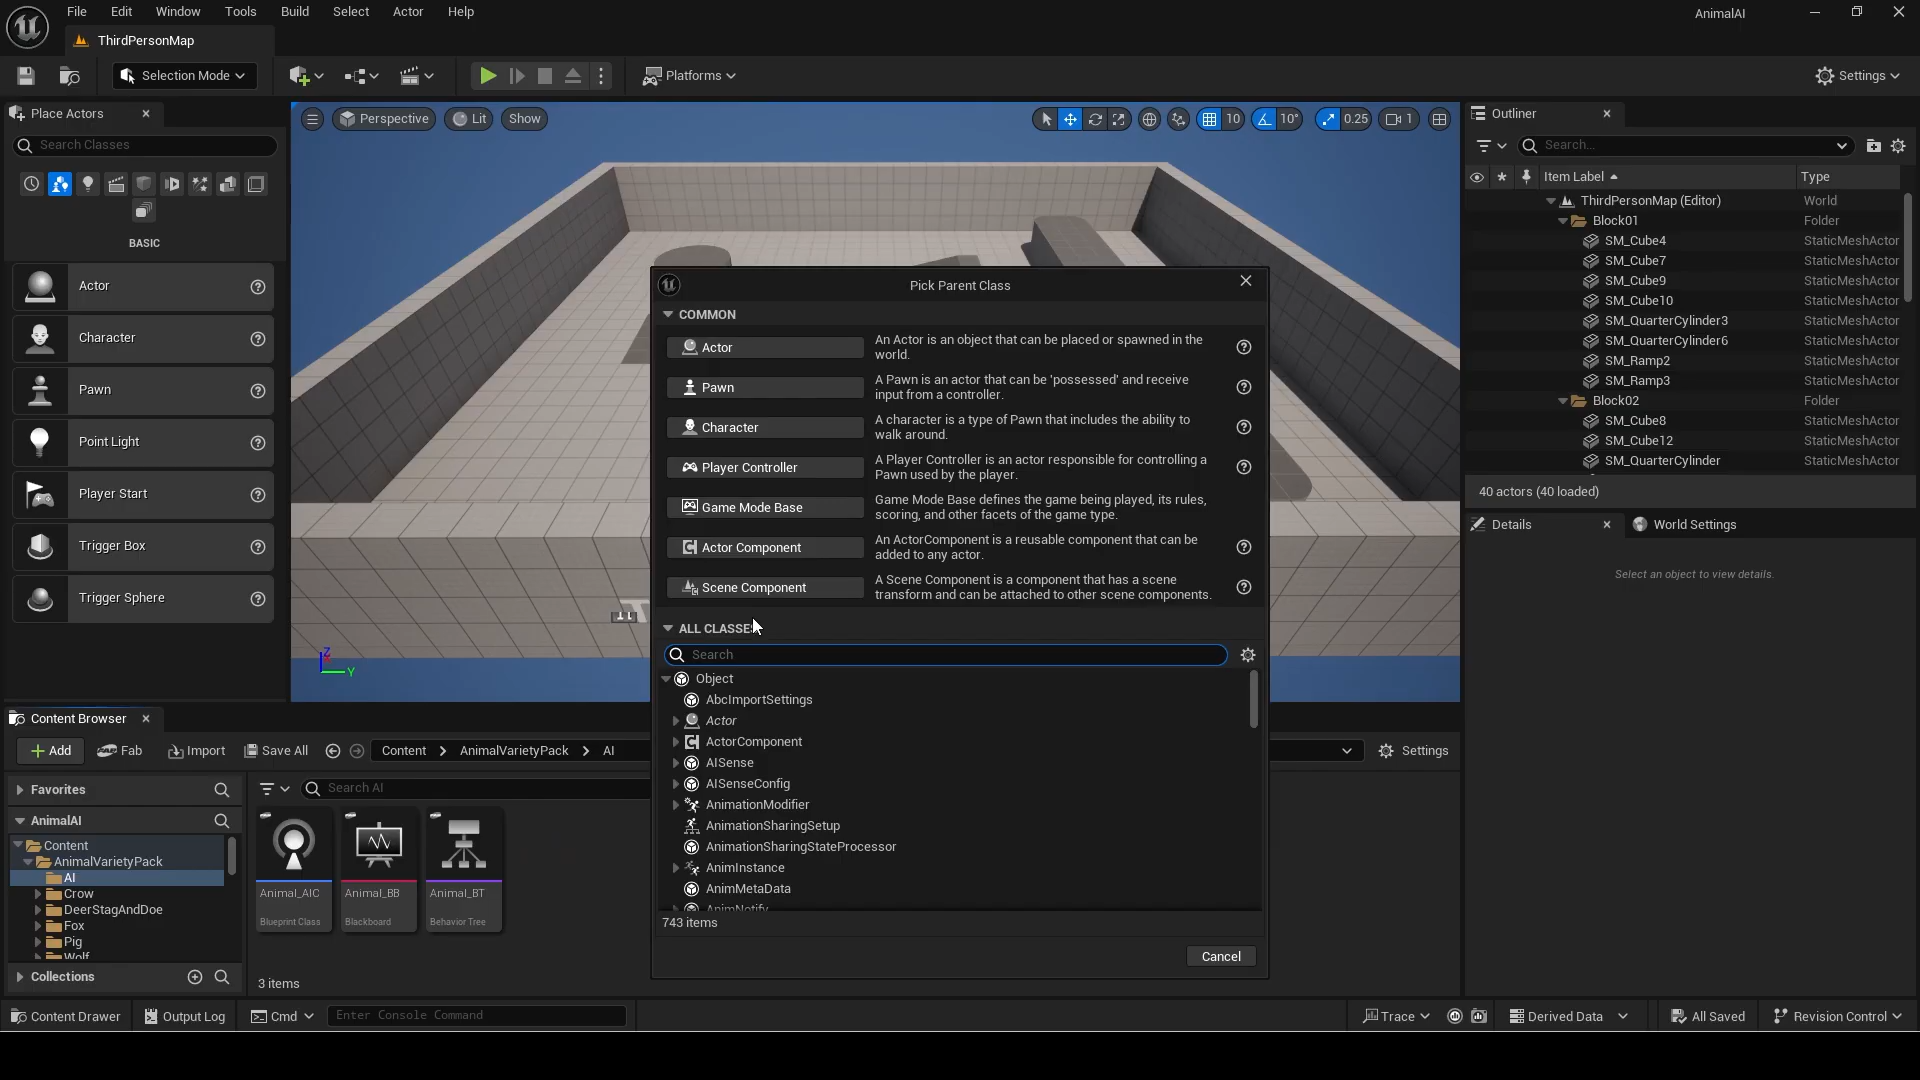 File Edit Window Tools Build Select Actor Help
AnimalAI
ThirdPersonMap
Selection Mode
Platforms
Settings
Place Actors
Search Classes
BASIC
Actor
Character
Pawn
Point Light
Player Start
Trigger Box
Trigger Sphere
Perspective
Lit
Show
10
10°
0.25
1
Pick Parent Class
COMMON
Actor
An Actor is an object that can be placed or spawned in the
world.
Pawn
A Pawn is an actor that can be 'possessed' and receive
input from a controller.
Character
A character is a type of Pawn that includes the ability to
walk around.
Player Controller
A Player Controller is an actor responsible for controlling a
Pawn used by the player.
Game Mode Base
Game Mode Base defines the game being played, its rules,
scoring, and other facets of the game type.
Actor Component
An ActorComponent is a reusable component that can be
added to any actor.
Scene Component
A Scene Component is a component that has a scene
transform and can be attached to other scene components.
ALL CLASSES
Search
Object
AbcImportSettings
Actor
ActorComponent
AISense
AISenseConfig
AnimationModifier
AnimationSharingSetup
AnimationSharingStateProcessor
AnimInstance
AnimMetaData
AnimNotify
743 items
Cancel
Z
Y
Outliner
Search...
Item Label Type
ThirdPersonMap (Editor) World
Block01 Folder
SM_Cube4 StaticMeshActor
SM_Cube7 StaticMeshActor
SM_Cube9 StaticMeshActor
SM_Cube10 StaticMeshActor
SM_QuarterCylinder3 StaticMeshActor
SM_QuarterCylinder6 StaticMeshActor
SM_Ramp2 StaticMeshActor
SM_Ramp3 StaticMeshActor
Block02 Folder
SM_Cube8 StaticMeshActor
SM_Cube12 StaticMeshActor
SM_QuarterCylinder StaticMeshActor
40 actors (40 loaded)
Details
World Settings
Select an object to view details.
Content Browser
Add
Fab
Import
Save All
Content
AnimalVarietyPack
AI
Settings
Favorites
AnimalAI
Content
AnimalVarietyPack
AI
Crow
DeerStagAndDoe
Fox
Pig
Wolf
Collections
Search AI
Animal_AIC
Blueprint Class
Animal_BB
Blackboard
Animal_BT
Behavior Tree
3 items
Content Drawer
Output Log
Cmd
Enter Console Command
Trace
Derived Data
All Saved
Revision Control